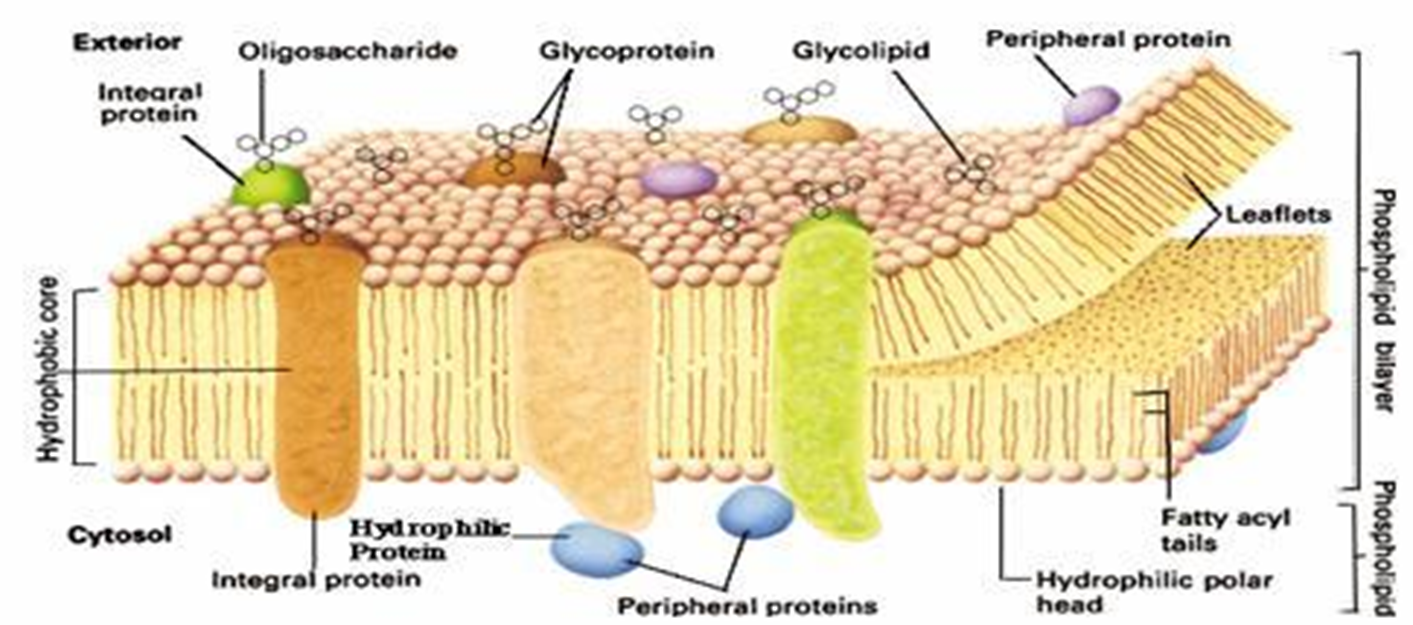 Exterior
Oligosaccharide
Glycoprotein
Glycolipid
Peripheral protein
Integral
protein
Leaflets
Hydrophobic core
Phospholipid bilayer
Cytosol
Hydrophilic
Protein
Integral protein
Peripheral proteins
Fatty acyl
tails
Hydrophilic polar
head
Phospholipid